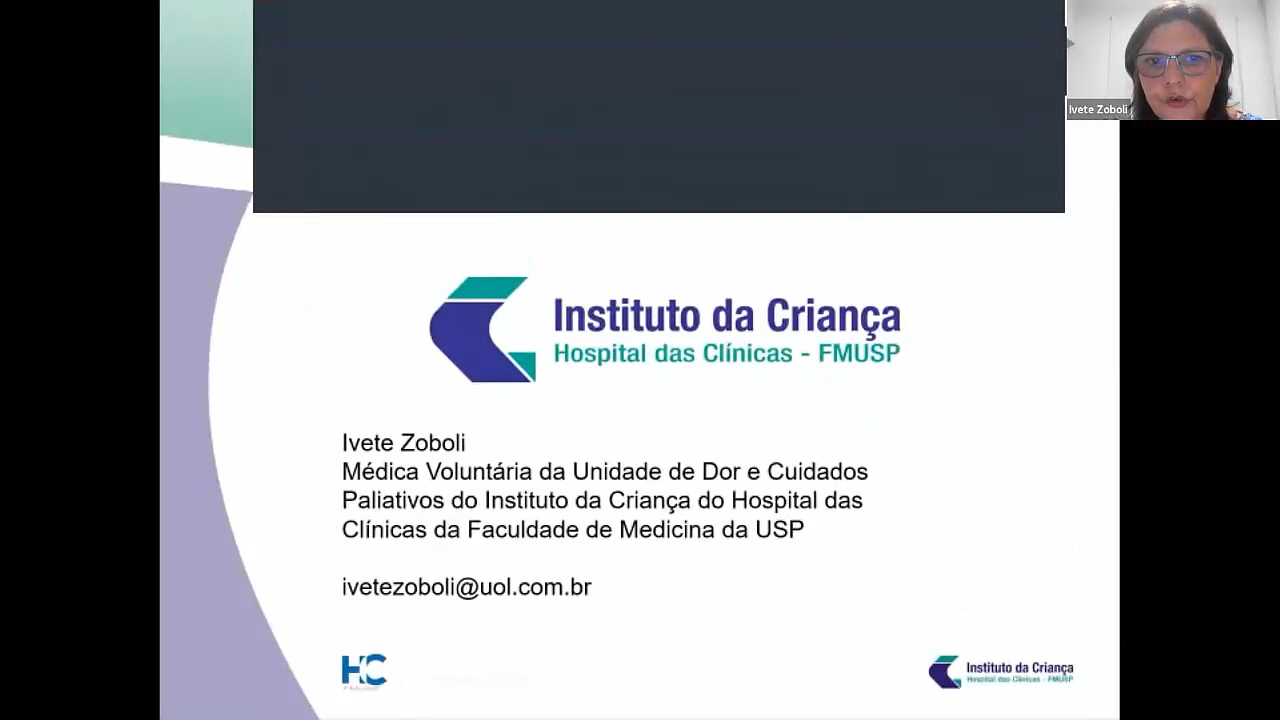 Ivete Zoboli
Instituto da Criança
Hospital das Clínicas - FMUSP
Ivete Zoboli
Médica Voluntária da Unidade de Dor e Cuidados
Paliativos do Instituto da Criança do Hospital das
Clínicas da Faculdade de Medicina da USP
ivetezoboli@uol.com.br
HC
Instituto da Criança
Hospital das Clínicas - FMUSP